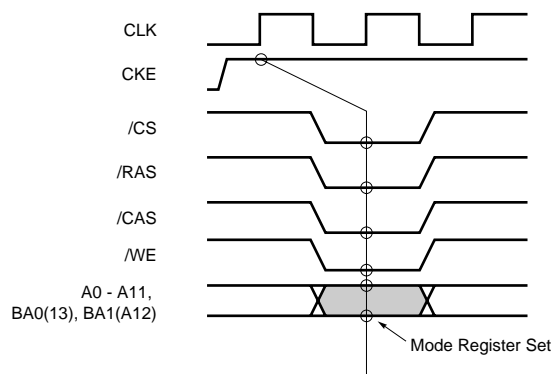 CLK
CKE
/CS
/RAS
/CAS
/WE
A0 - A11,
BA0(13), BA1(A12)
Mode Register Set